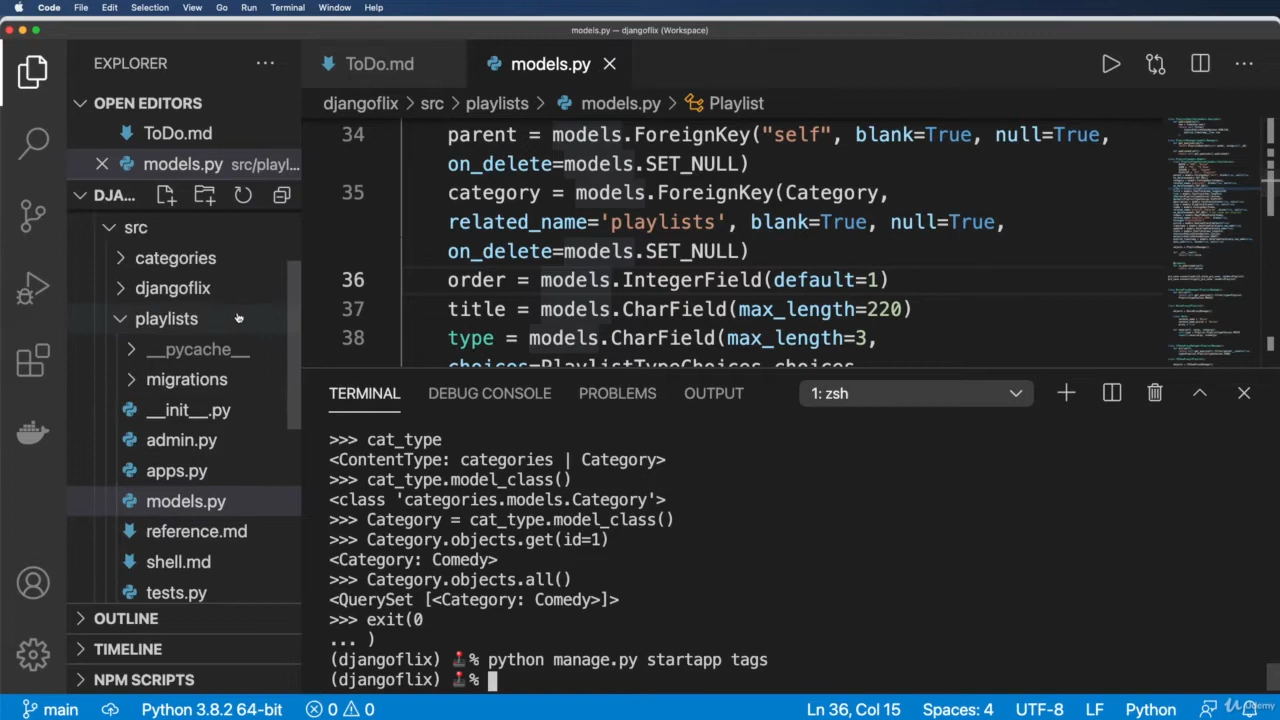 Code File Edit Selection View Go Run Terminal Window Help
models.py — djangoflix (Workspace)
EXPLORER
OPEN EDITORS
ToDo.md
models.py src/playl...
DJA...
src
categories
djangoflix
playlists
__pycache__
migrations
__init__.py
admin.py
apps.py
models.py
reference.md
shell.md
tests.py
OUTLINE
TIMELINE
NPM SCRIPTS
ToDo.md models.py
djangoflix > src > playlists > models.py > Playlist
34 parent = models.ForeignKey("self", blank=True, null=True,
on_delete=models.SET_NULL)
35 category = models.ForeignKey(Category,
related_name='playlists', blank=True, null=True,
on_delete=models.SET_NULL)
36 order = models.IntegerField(default=1)
37 title = models.CharField(max_length=220)
38 type = models.CharField(max_length=3,
choices=PlaylistTypeChoices.choices
TERMINAL DEBUG CONSOLE PROBLEMS OUTPUT 1: zsh
>>> cat_type
<ContentType: categories | Category>
>>> cat_type.model_class()
<class 'categories.models.Category'>
>>> Category = cat_type.model_class()
>>> Category.objects.get(id=1)
<Category: Comedy>
>>> Category.objects.all()
<QuerySet [<Category: Comedy>]>
>>> exit(0
... )
(djangoflix) 🕹% python manage.py startapp tags
(djangoflix) 🕹%
main Python 3.8.2 64-bit 0 0 Ln 36, Col 15 Spaces: 4 UTF-8 LF Python
Udemy